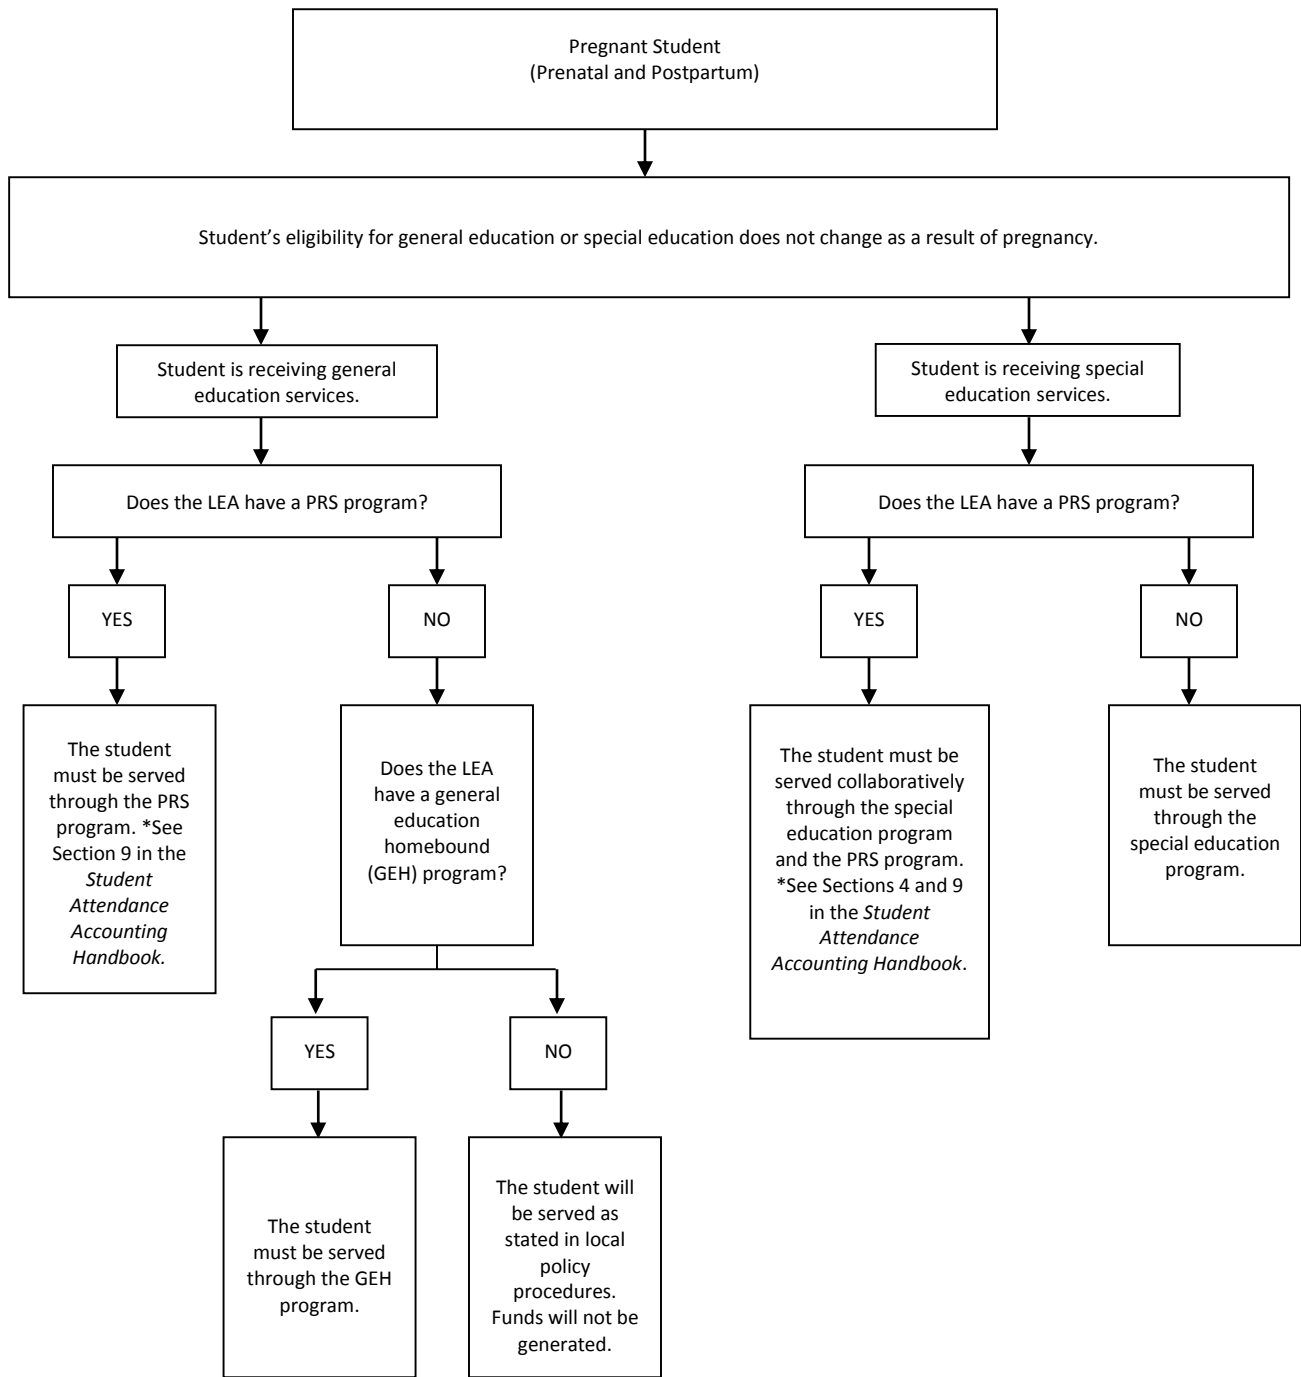 Pregnant Student
(Prenatal and Postpartum)
Student’s eligibility for general education or special education does not change as a result of pregnancy.
Student is receiving general
education services.
Student is receiving special
education services.
Does the LEA have a PRS program?
Does the LEA have a PRS program?
YES
NO
YES
NO
The student
must be served
through the PRS
program. *See
Section 9 in the
Student
Attendance
Accounting
Handbook.
Does the LEA
have a general
education
homebound
(GEH) program?
The student must be
served collaboratively
through the special
education program
and the PRS program.
*See Sections 4 and 9
in the Student
Attendance
Accounting Handbook.
The student
must be served
through the
special education
program.
YES
NO
The student
must be served
through the GEH
program.
The student will
be served as
stated in local
policy
procedures.
Funds will not be
generated.